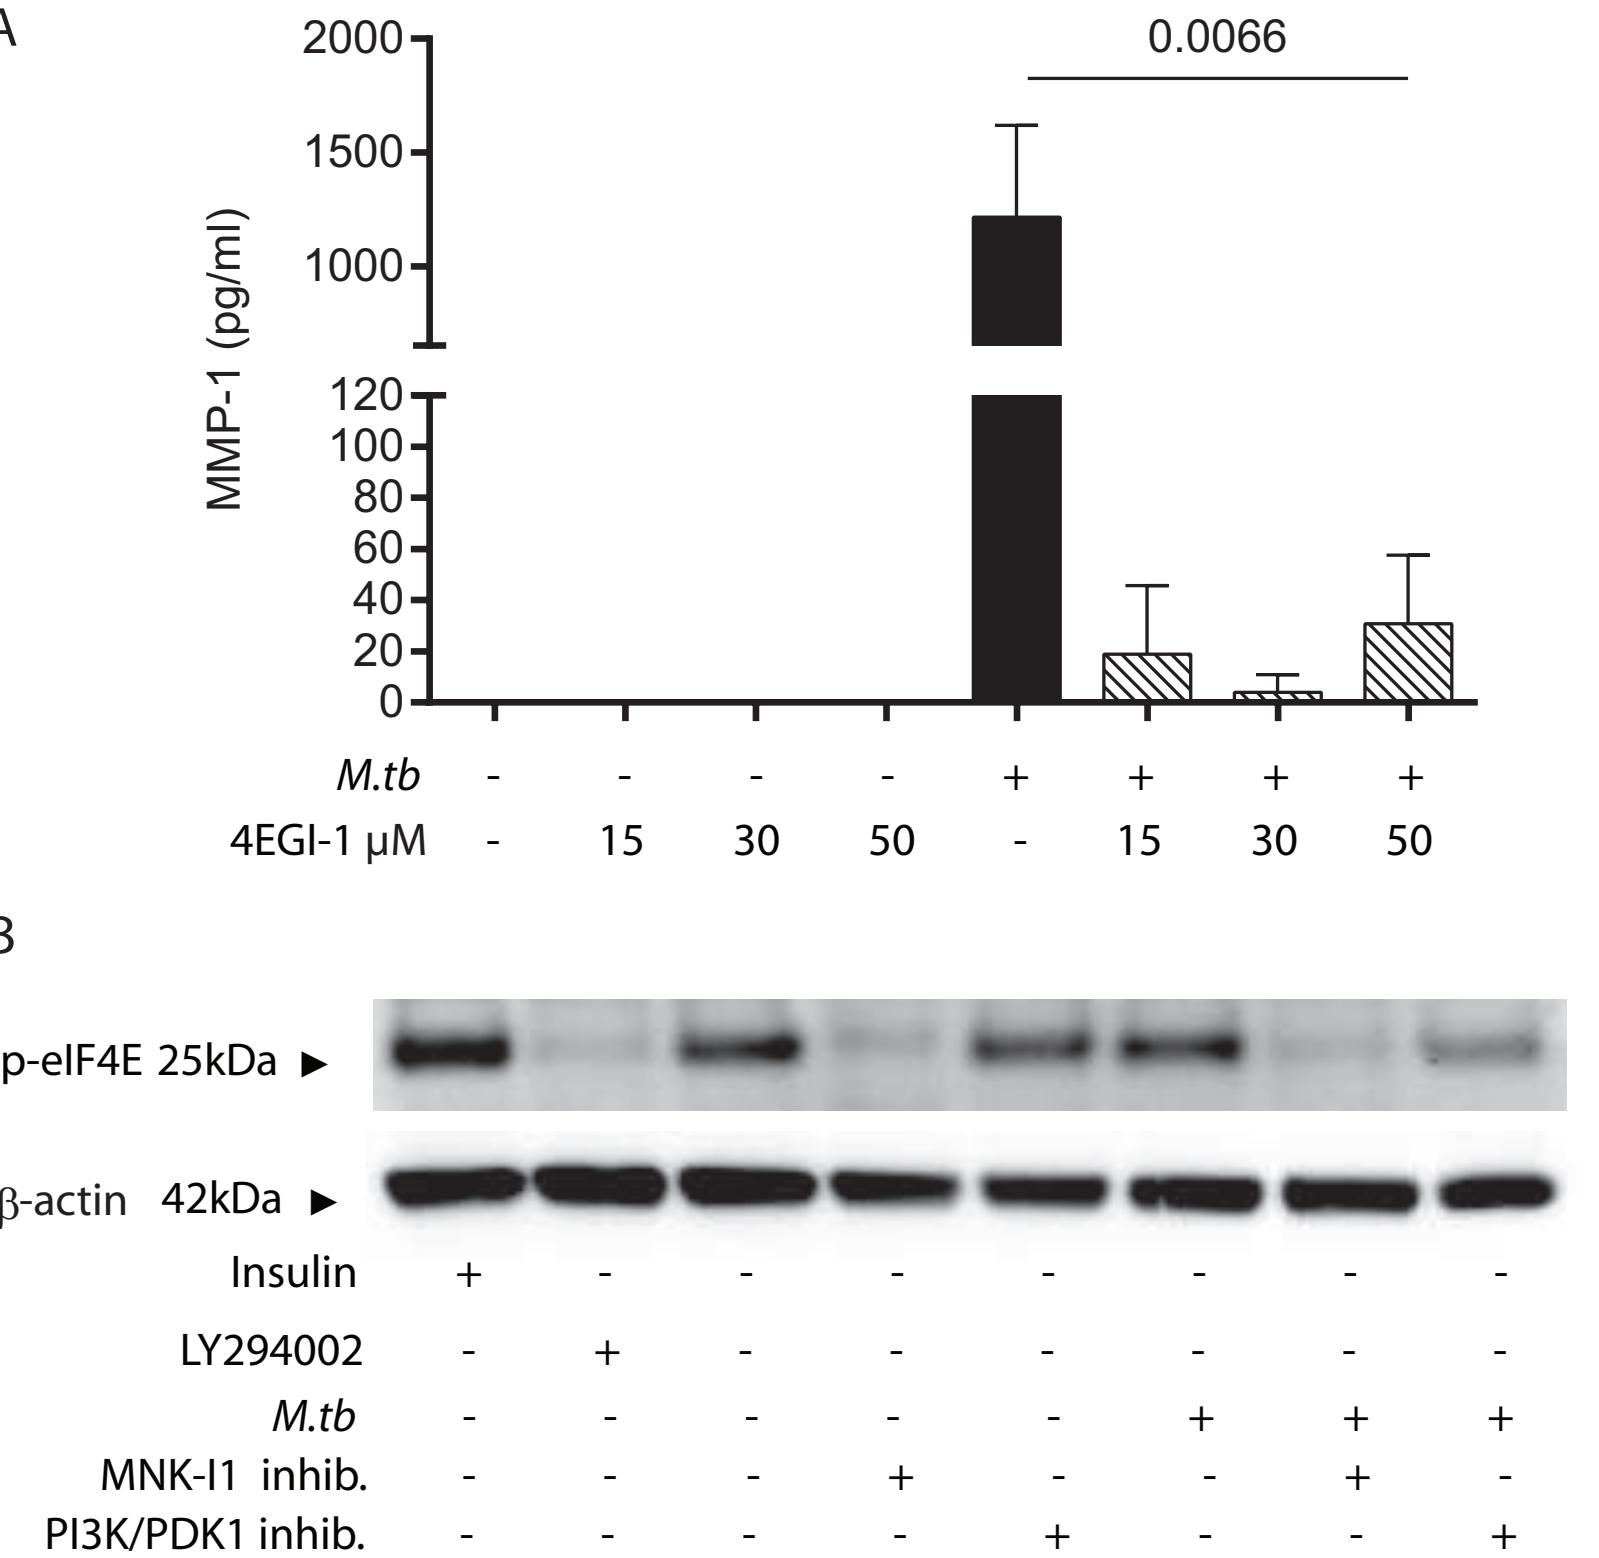 A
2000
0.0066
1500
1000
MMP-1 (pg/ml)
120
100
80
60
40
20
0
M.tb - - - - + + + +
4EGI-1 µM - 15 30 50 - 15 30 50
B
p-eIF4E 25kDa ►
β-actin 42kDa ►
Insulin + - - - - - - -
LY294002 - + - - - - - -
M.tb - - - - - + + +
MNK-I1 inhib. - - - + - - + -
PI3K/PDK1 inhib. - - - - + - - +